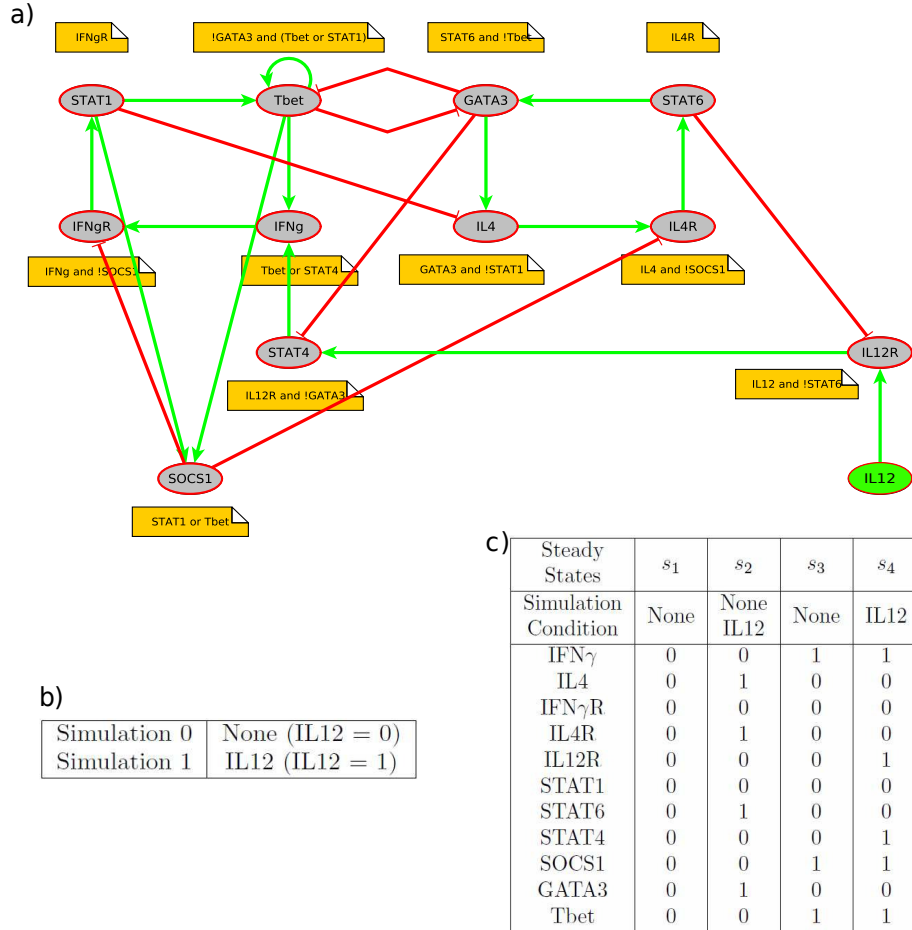 a)
IFNgR
!GATA3 and (Tbet or STAT1)
STAT6 and !Tbet
IL4R
STAT1
Tbet
GATA3
STAT6
IFNgR
IFNg
IL4
IL4R
IFNg and !SOCS1
Tbet or STAT4
GATA3 and !STAT1
IL4 and !SOCS1
STAT4
IL12R
IL12R and !GATA3
IL12 and !STAT6
SOCS1
IL12
STAT1 or Tbet
b)
Simulation 0 None (IL12 = 0)
Simulation 1 IL12 (IL12 = 1)
c)
Steady States s1 s2 s3 s4
Simulation Condition None None IL12 None IL12
IFNγ 0 0 1 1
IL4 0 1 0 0
IFNγR 0 0 0 0
IL4R 0 1 0 0
IL12R 0 0 0 1
STAT1 0 0 0 0
STAT6 0 1 0 0
STAT4 0 0 0 1
SOCS1 0 0 1 1
GATA3 0 1 0 0
Tbet 0 0 1 1